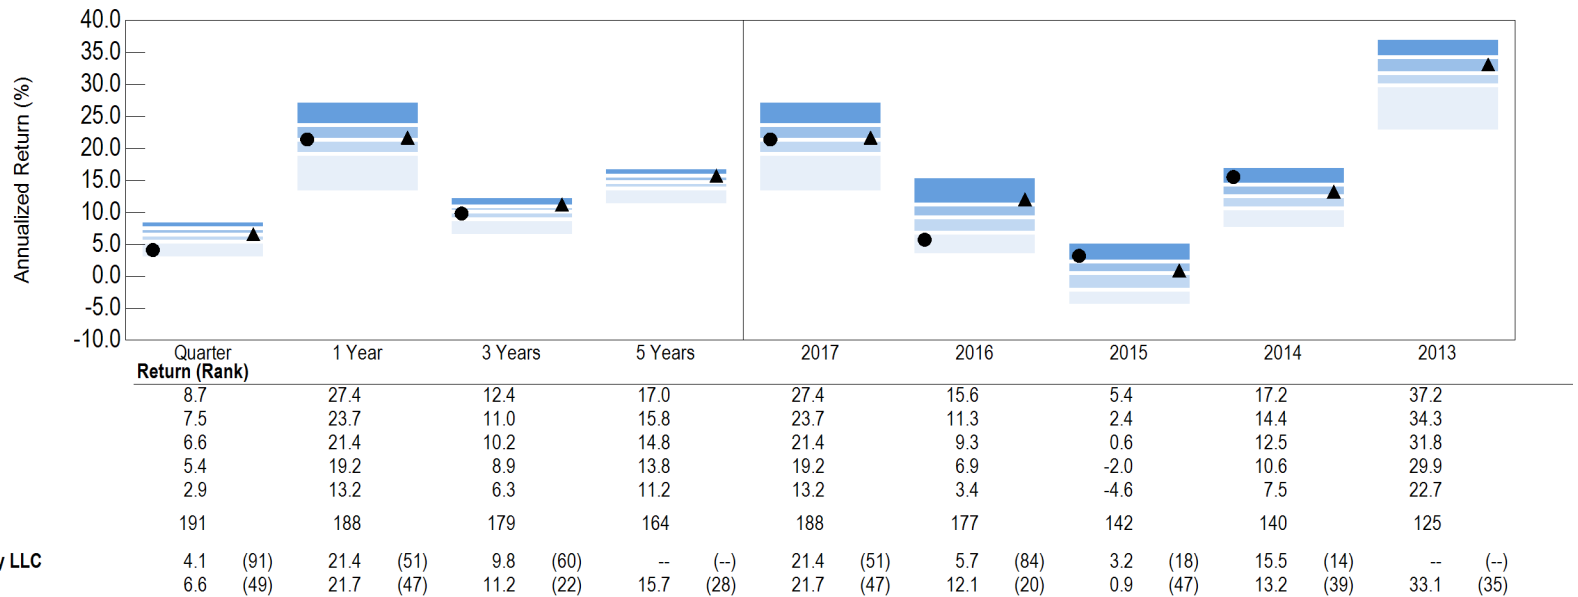 Annualized Return (%)
40.0
35.0
30.0
25.0
20.0
15.0
10.0
5.0
0.0
-5.0
-10.0
Quarter 1 Year 3 Years 5 Years 2017 2016 2015 2014 2013
Return (Rank)
8.7 27.4 12.4 17.0 27.4 15.6 5.4 17.2 37.2
7.5 23.7 11.0 15.8 23.7 11.3 2.4 14.4 34.3
6.6 21.4 10.2 14.8 21.4 9.3 0.6 12.5 31.8
5.4 19.2 8.9 13.8 19.2 6.9 -2.0 10.6 29.9
2.9 13.2 6.3 11.2 13.2 3.4 -4.6 7.5 22.7
191 188 179 164 188 177 142 140 125
LLC 4.1 (91) 21.4 (51) 9.8 (60) -- (--) 21.4 (51) 5.7 (84) 3.2 (18) 15.5 (14) -- (--)
6.6 (49) 21.7 (47) 11.2 (22) 15.7 (28) 21.7 (47) 12.1 (20) 0.9 (47) 13.2 (39) 33.1 (35)